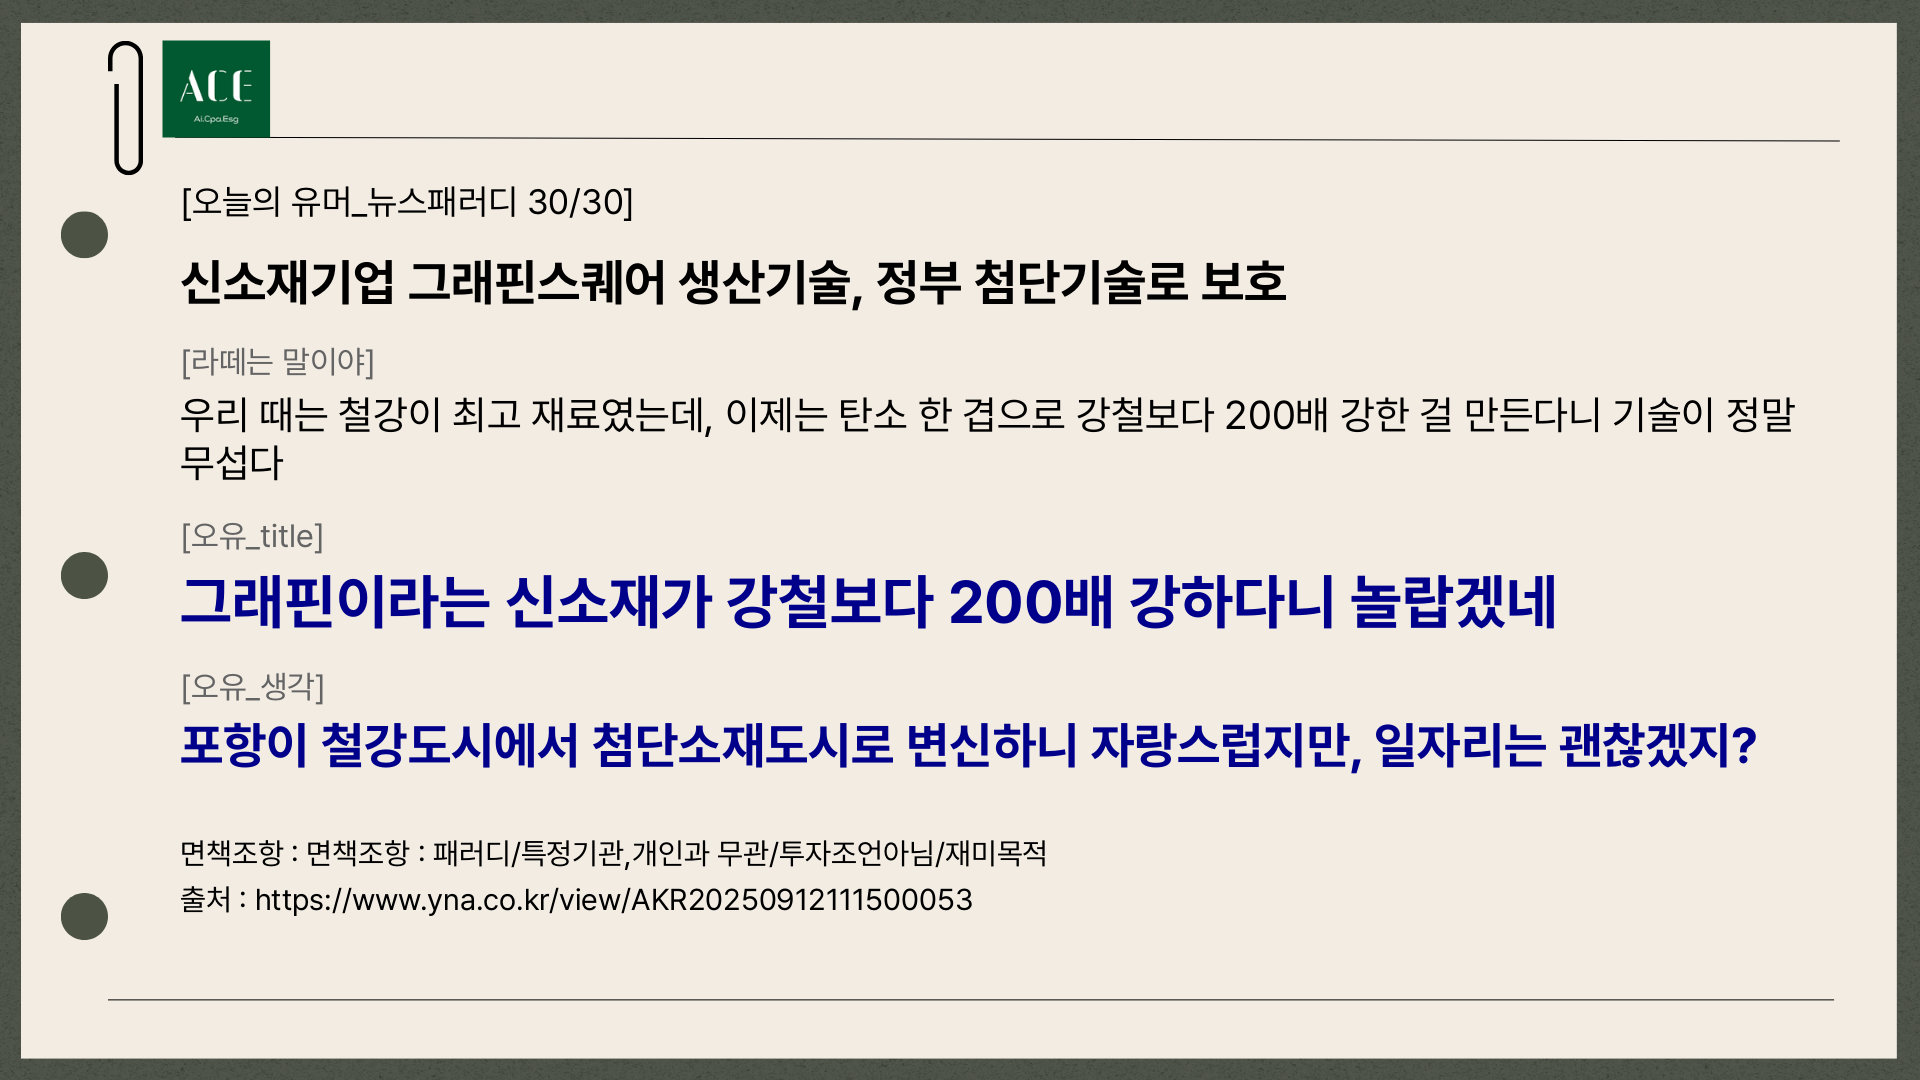 ACE
Ai.Cpa.Esg
[오늘의 유머_뉴스패러디 30/30]
신소재기업 그래핀스퀘어 생산기술, 정부 첨단기술로 보호
[라떼는 말이야]
우리 때는 철강이 최고 재료였는데, 이제는 탄소 한 겹으로 강철보다 200배 강한 걸 만든다니 기술이 정말
무섭다
[오유_title]
그래핀이라는 신소재가 강철보다 200배 강하다니 놀랍겠네
[오유_생각]
포항이 철강도시에서 첨단소재도시로 변신하니 자랑스럽지만, 일자리는 괜찮겠지?
면책조항 : 면책조항 : 패러디/특정기관,개인과 무관/투자조언아님/재미목적
출처 : https://www.yna.co.kr/view/AKR20250912111500053